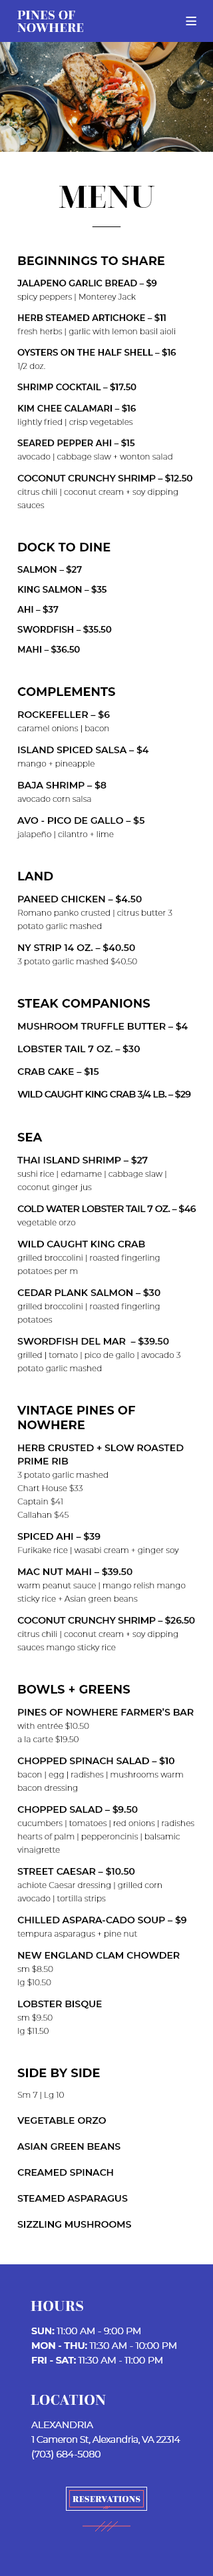 PINES OF
NOWHERE
MENU
BEGINNINGS TO SHARE
JALAPENO GARLIC BREAD – $9
spicy peppers | Monterey Jack
HERB STEAMED ARTICHOKE – $11
fresh herbs | garlic with lemon basil aioli
OYSTERS ON THE HALF SHELL – $16
1/2 doz.
SHRIMP COCKTAIL – $17.50
KIM CHEE CALAMARI – $16
lightly fried | crisp vegetables
SEARED PEPPER AHI – $15
avocado | cabbage slaw + wonton salad
COCONUT CRUNCHY SHRIMP – $12.50
citrus chili | coconut cream + soy dipping
sauces
DOCK TO DINE
SALMON – $27
KING SALMON – $35
AHI – $37
SWORDFISH – $35.50
MAHI – $36.50
COMPLEMENTS
ROCKEFELLER – $6
caramel onions | bacon
ISLAND SPICED SALSA – $4
mango + pineapple
BAJA SHRIMP – $8
avocado corn salsa
AVO - PICO DE GALLO – $5
jalapeño | cilantro + lime
LAND
PANEED CHICKEN – $4.50
Romano panko crusted | citrus butter 3
potato garlic mashed
NY STRIP 14 OZ. – $40.50
3 potato garlic mashed $40.50
STEAK COMPANIONS
MUSHROOM TRUFFLE BUTTER – $4
LOBSTER TAIL 7 OZ. – $30
CRAB CAKE – $15
WILD CAUGHT KING CRAB 3/4 LB. – $29
SEA
THAI ISLAND SHRIMP – $27
sushi rice | edamame | cabbage slaw |
coconut ginger jus
COLD WATER LOBSTER TAIL 7 OZ. – $46
vegetable orzo
WILD CAUGHT KING CRAB
grilled broccolini | roasted fingerling
potatoes per m
CEDAR PLANK SALMON – $30
grilled broccolini | roasted fingerling
potatoes
SWORDFISH DEL MAR – $39.50
grilled | tomato | pico de gallo | avocado 3
potato garlic mashed
VINTAGE PINES OF
NOWHERE
HERB CRUSTED + SLOW ROASTED
PRIME RIB
3 potato garlic mashed
Chart House $33
Captain $41
Callahan $45
SPICED AHI – $39
Furikake rice | wasabi cream + ginger soy
MAC NUT MAHI – $39.50
warm peanut sauce | mango relish mango
sticky rice + Asian green beans
COCONUT CRUNCHY SHRIMP – $26.50
citrus chili | coconut cream + soy dipping
sauces mango sticky rice
BOWLS + GREENS
PINES OF NOWHERE FARMER'S BAR
with entrée $10.50
a la carte $19.50
CHOPPED SPINACH SALAD – $10
bacon | egg | radishes | mushrooms warm
bacon dressing
CHOPPED SALAD – $9.50
cucumbers | tomatoes | red onions | radishes
hearts of palm | pepperoncinis | balsamic
vinaigrette
STREET CAESAR – $10.50
achiote Caesar dressing | grilled corn
avocado | tortilla strips
CHILLED ASPARA-CADO SOUP – $9
tempura asparagus + pine nut
NEW ENGLAND CLAM CHOWDER
sm $8.50
lg $10.50
LOBSTER BISQUE
sm $9.50
lg $11.50
SIDE BY SIDE
Sm 7 | Lg 10
VEGETABLE ORZO
ASIAN GREEN BEANS
CREAMED SPINACH
STEAMED ASPARAGUS
SIZZLING MUSHROOMS
HOURS
SUN: 11:00 AM - 9:00 PM
MON - THU: 11:30 AM - 10:00 PM
FRI - SAT: 11:30 AM - 11:00 PM
LOCATION
ALEXANDRIA
1 Cameron St, Alexandria, VA 22314
(703) 684-5080
RESERVATIONS